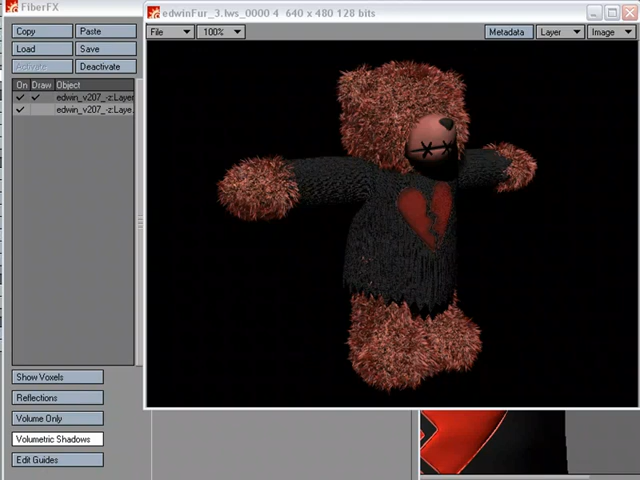 FiberFX
Copy
Paste
Load
Save
Activate
Deactivate
On
Draw
Object
edwin_v207_-z:Layer
edwin_v207_-z:Laye.
Show Voxels
Reflections
Volume Only
Volumetric Shadows
Edit Guides
edwinFur_3.lws_0000 4 640 x 480 128 bits
File
100%
Metadata
Layer
Image